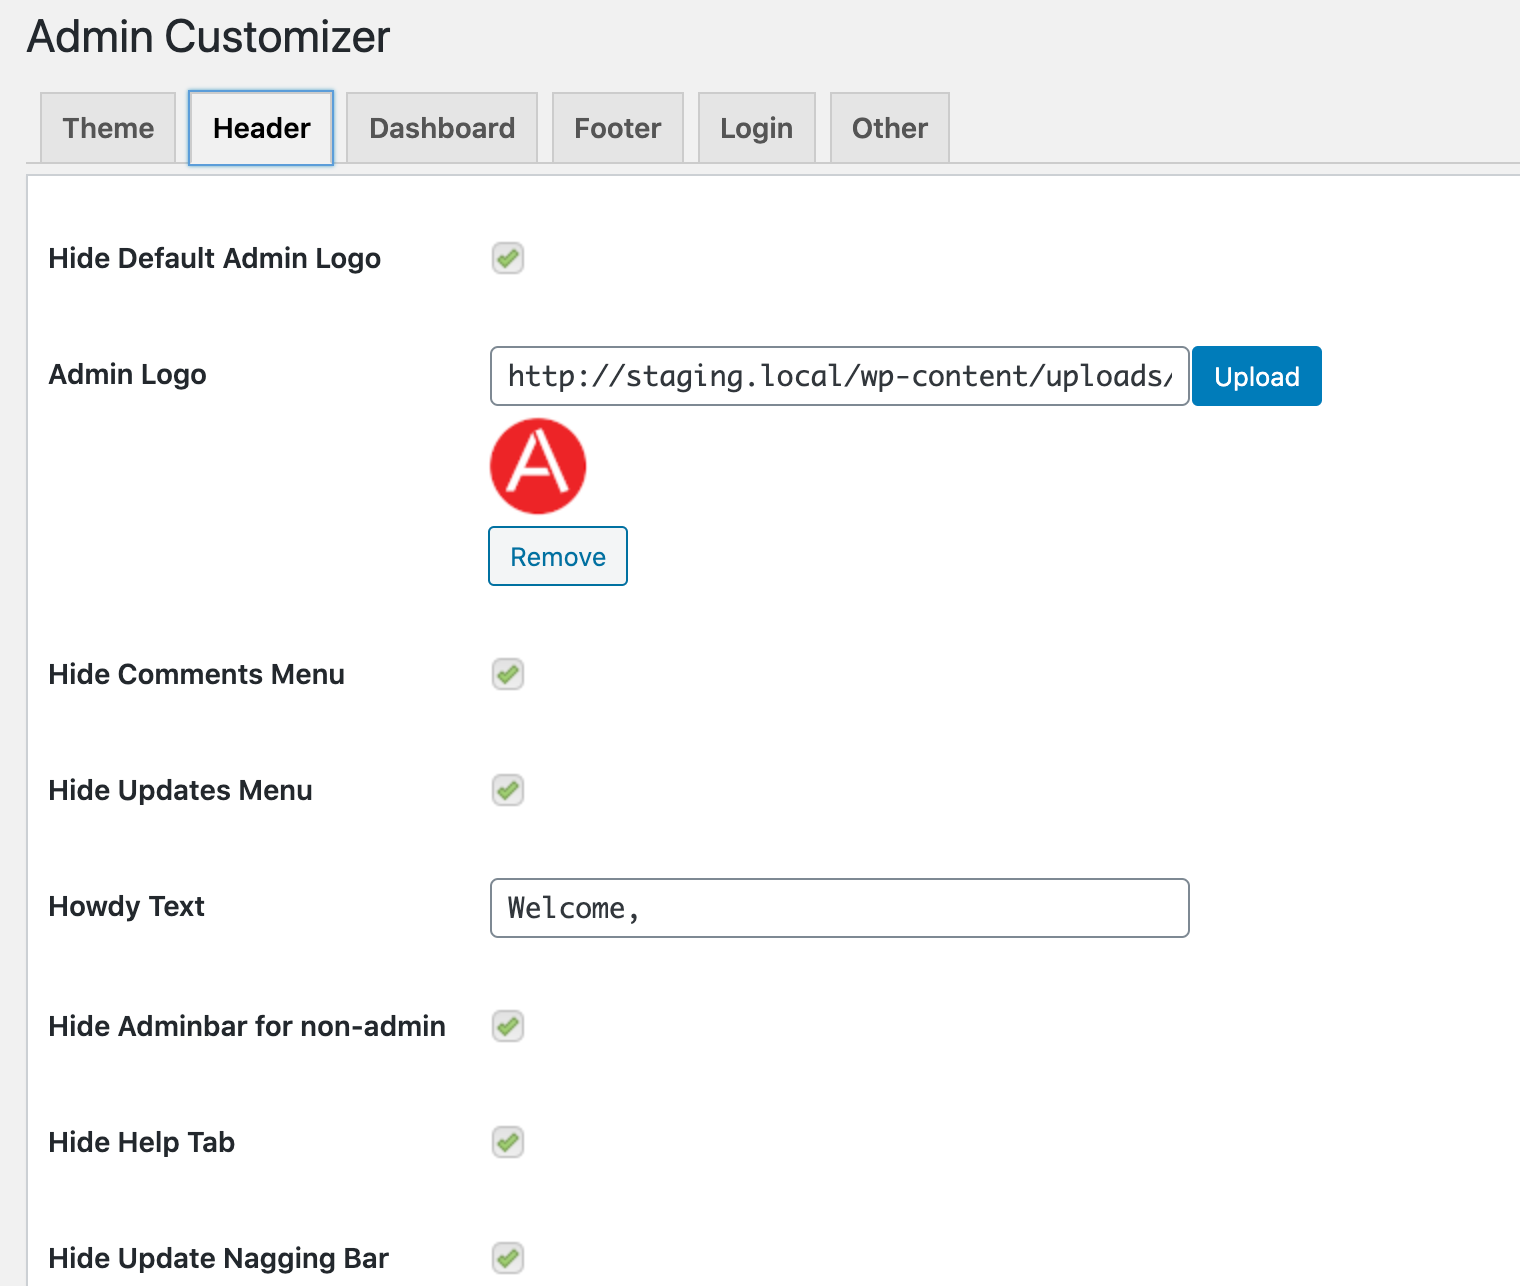 Admin Customizer
Theme Header Dashboard Footer Login Other
Hide Default Admin Logo
Admin Logo http://staging.local/wp-content/uploads/ Upload
A
Remove
Hide Comments Menu
Hide Updates Menu
Howdy Text Welcome,
Hide Adminbar for non-admin
Hide Help Tab
Hide Update Nagging Bar